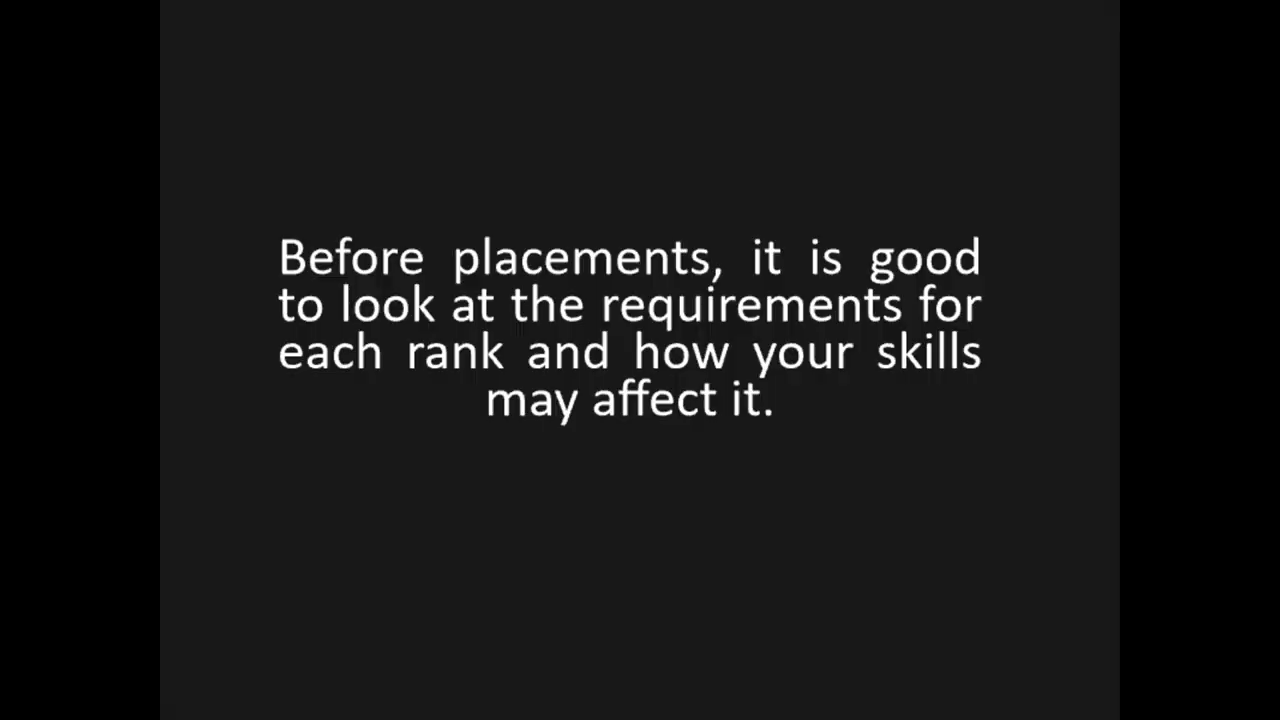 Before placements, it is good
to look at the requirements for
each rank and how your skills
may affect it.